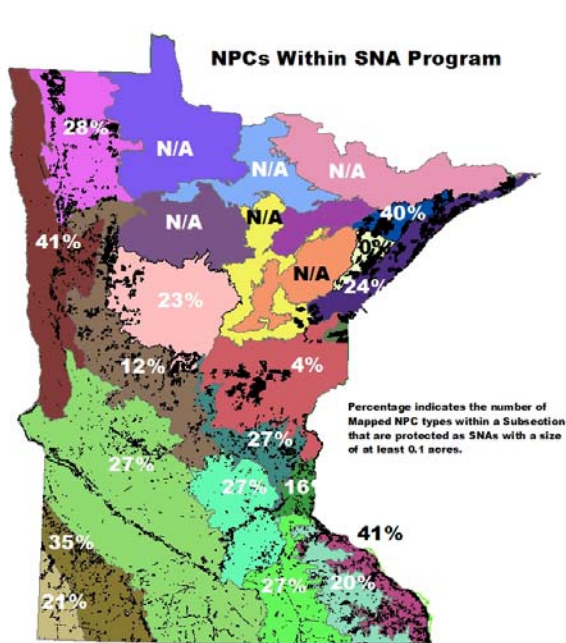 NPCs Within SNA Program
28%
N/A
N/A
N/A
N/A
N/A
40%
41%
0%
N/A
23%
24%
12%
4%
Percentage indicates the number of
Mapped NPC types within a Subsection
that are protected as SNAs with a size
of at least 0.1 acres.
27%
27%
27%
16%
41%
35%
27%
20%
21%